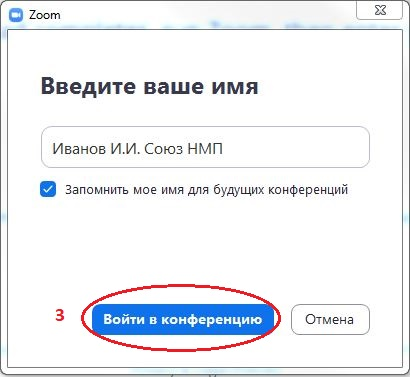 Zoom
Введите ваше имя
Иванов И.И. Союз НМП
Запомнить мое имя для будущих конференций
3
Войти в конференцию
Отмена